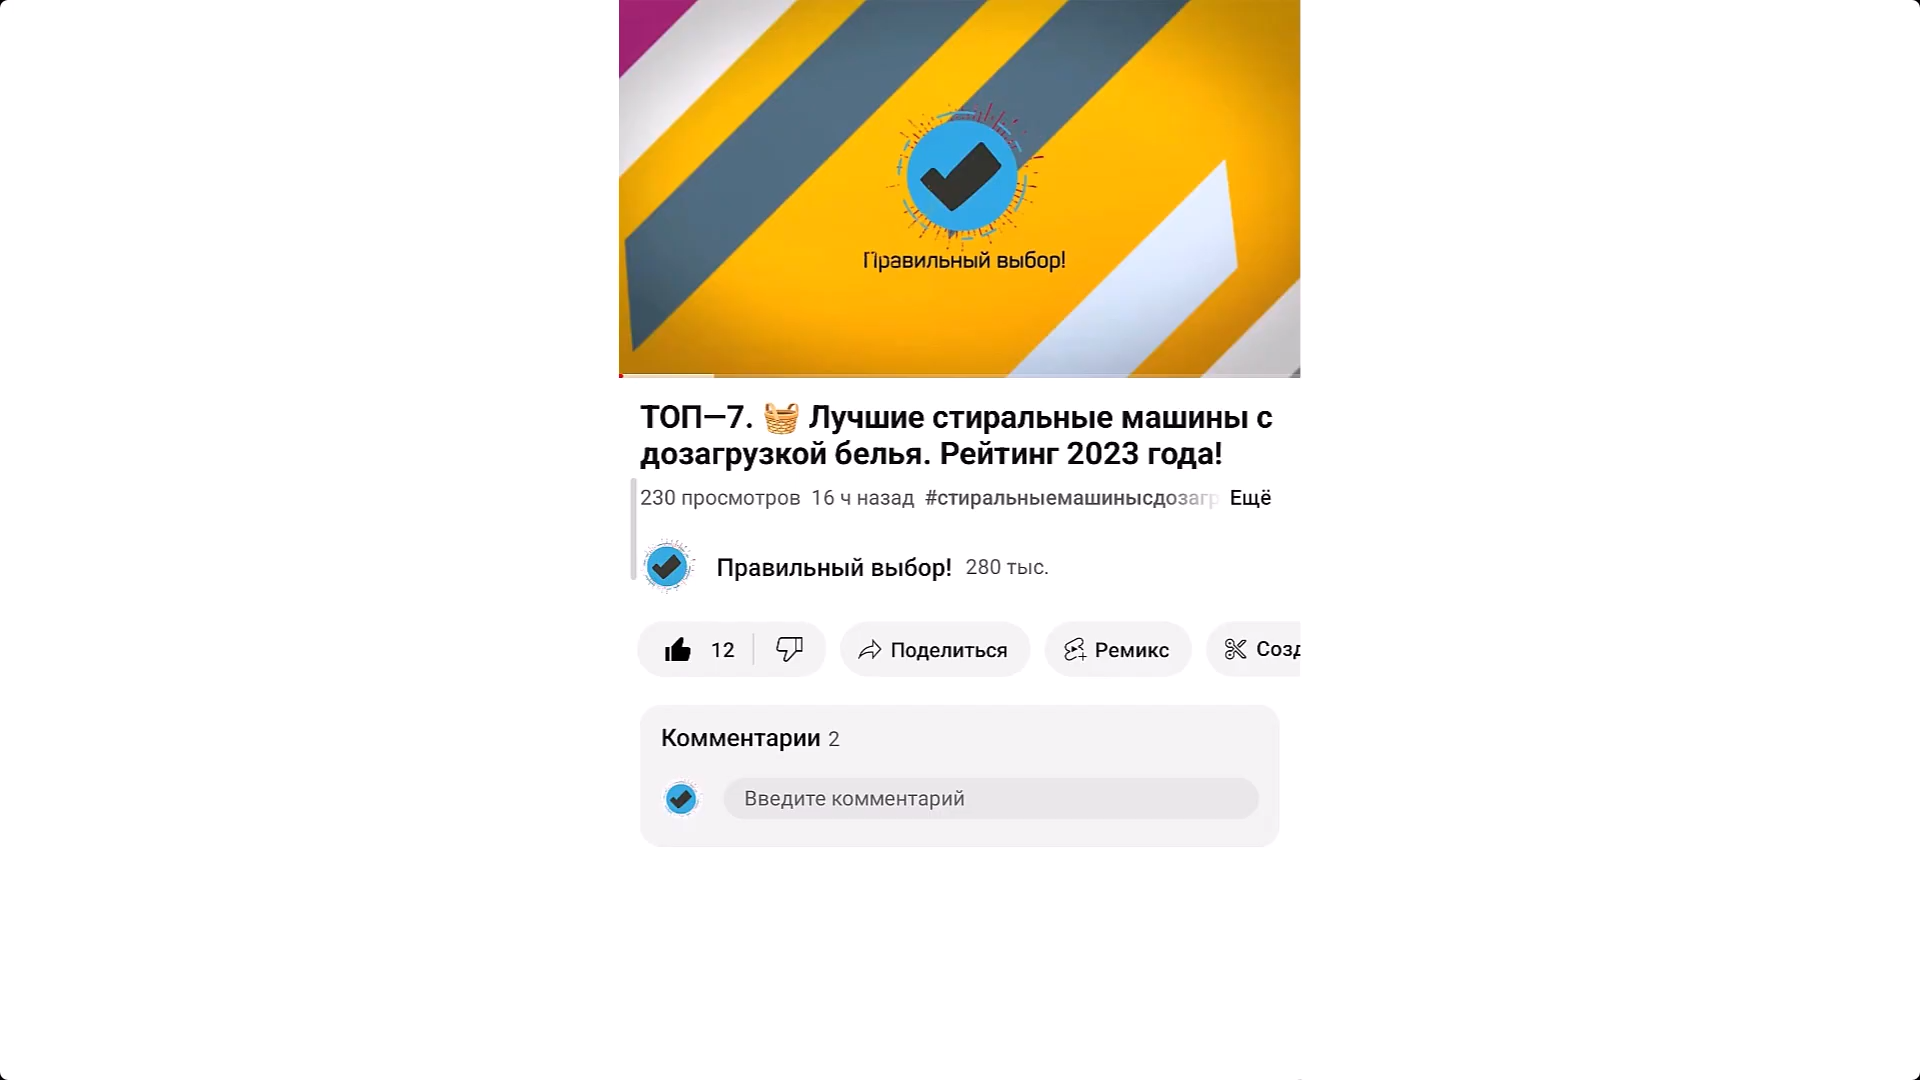 Правильный выбор!
ТОП—7. 🧺 Лучшие стиральные машины с
дозагрузкой белья. Рейтинг 2023 года!
230 просмотров 16 ч назад #стиральныемашинысдозагр Ещё
Правильный выбор! 280 тыс.
12 Поделиться Ремикс Созд
Комментарии 2
Введите комментарий